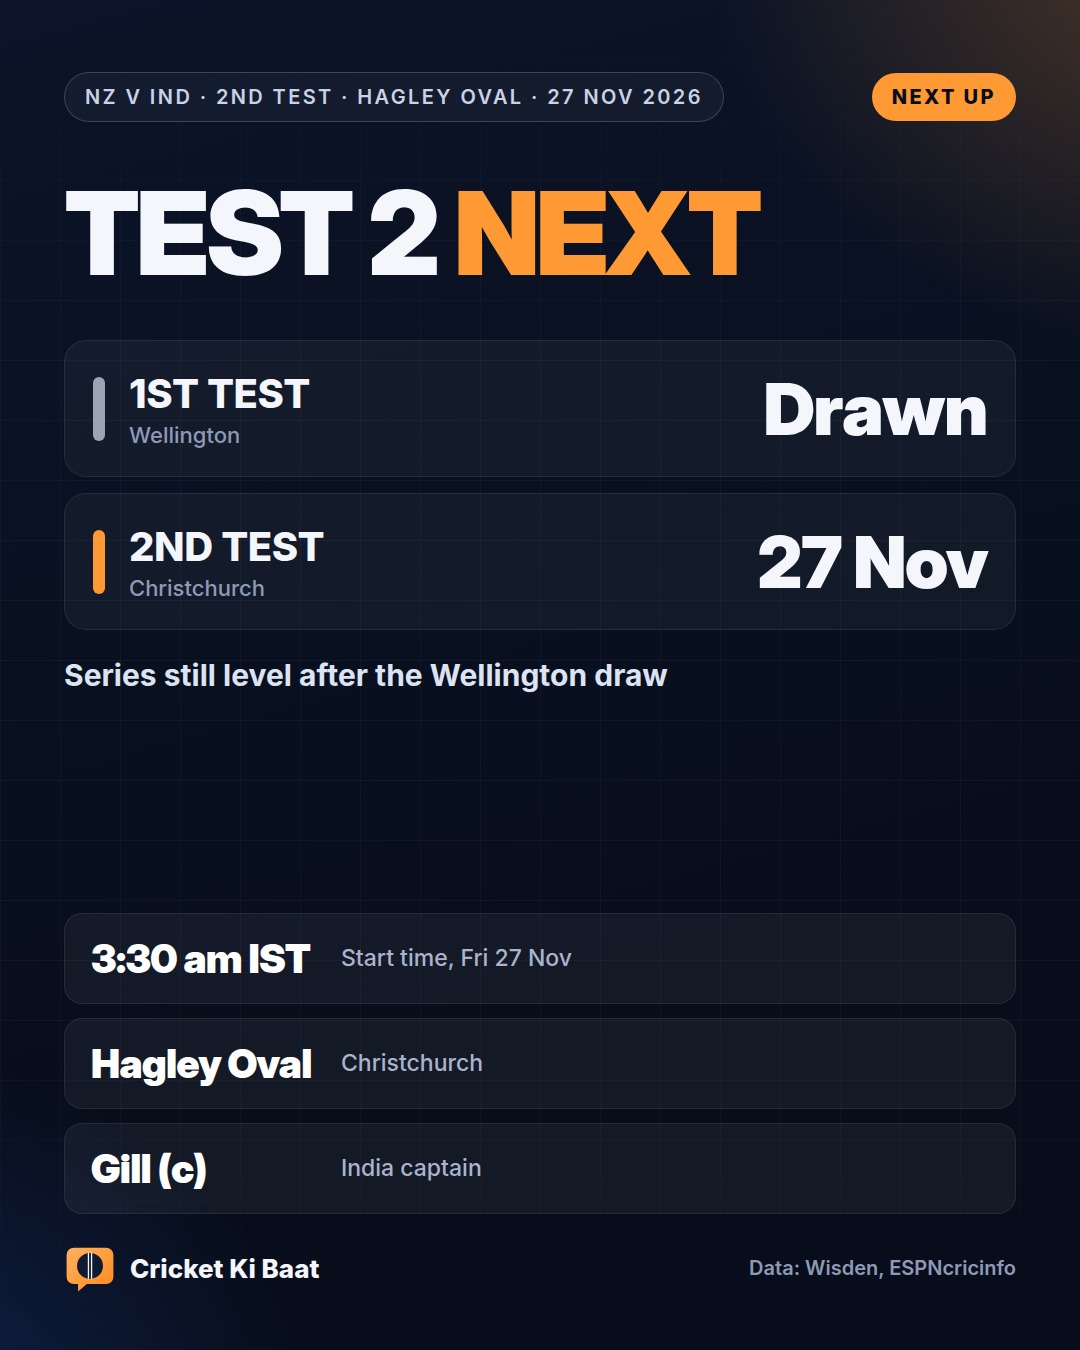 NZ V IND · 2ND TEST · HAGLEY OVAL · 27 NOV 2026
NEXT UP
TEST 2 NEXT
1ST TEST
Wellington
Drawn
2ND TEST
Christchurch
27 Nov
Series still level after the Wellington draw
3:30 am IST
Start time, Fri 27 Nov
Hagley Oval
Christchurch
Gill (c)
India captain
Cricket Ki Baat
Data: Wisden, ESPNcricinfo